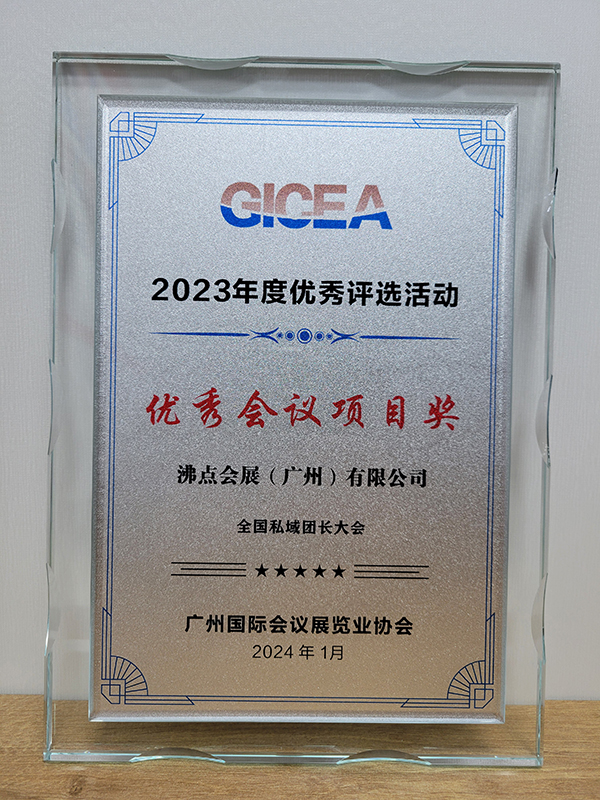 GICEA
2023年度优秀评选活动
优秀会议项目奖
沸点会展（广州）有限公司
全国私域团长大会
广州国际会议展览业协会
2024年1月